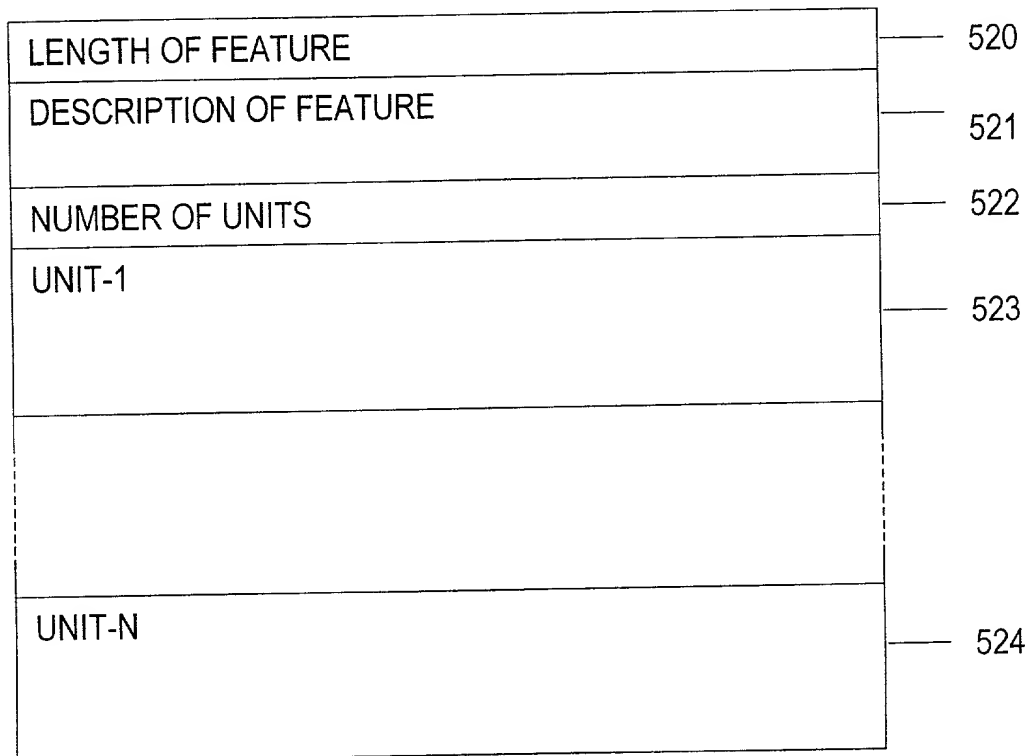 LENGTH OF FEATURE 520
DESCRIPTION OF FEATURE 521
NUMBER OF UNITS 522
UNIT-1 523
UNIT-N 524